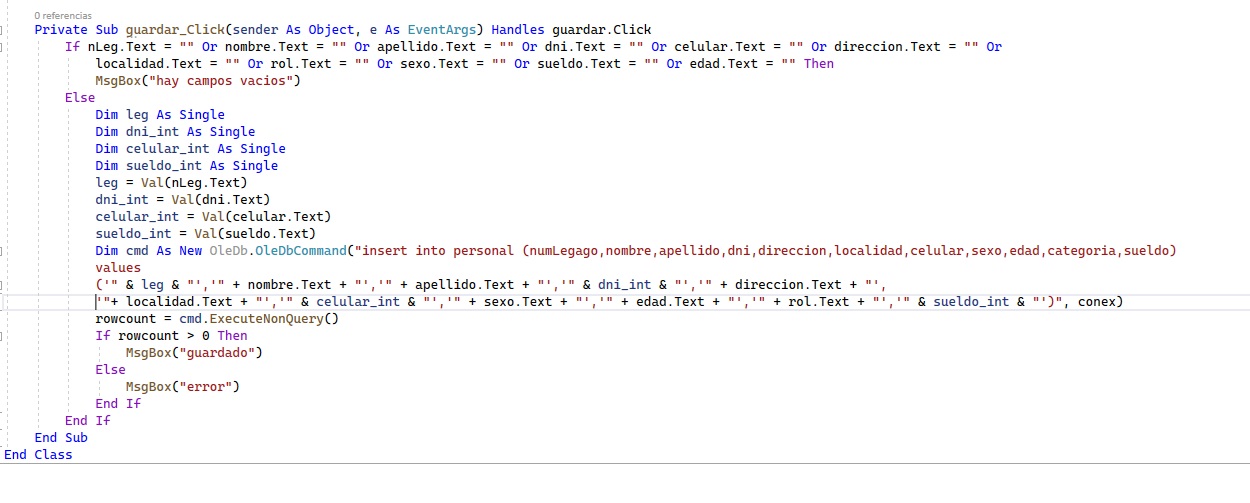 0 referencias
Private Sub guardar_Click(sender As Object, e As EventArgs) Handles guardar.Click
If nLeg.Text = "" Or nombre.Text = "" Or apellido.Text = "" Or dni.Text = "" Or celular.Text = "" Or direccion.Text = "" Or
localidad.Text = "" Or rol.Text = "" Or sexo.Text = "" Or sueldo.Text = "" Or edad.Text = "" Then
MsgBox("hay campos vacios")
Else
Dim leg As Single
Dim dni_int As Single
Dim celular_int As Single
Dim sueldo_int As Single
leg = Val(nLeg.Text)
dni_int = Val(dni.Text)
celular_int = Val(celular.Text)
sueldo_int = Val(sueldo.Text)
Dim cmd As New OleDb.OleDbCommand("insert into personal (numLegago,nombre,apellido,dni,direccion,localidad,celular,sexo,edad,categoria,sueldo)
values
('" & leg & "','" + nombre.Text + "','" + apellido.Text + "','" & dni_int & "','" + direccion.Text + "',
'"+ localidad.Text + "','" & celular_int & "','" + sexo.Text + "','" + edad.Text + "','" + rol.Text + "','" & sueldo_int & "')", conex)
rowcount = cmd.ExecuteNonQuery()
If rowcount > 0 Then
MsgBox("guardado")
Else
MsgBox("error")
End If
End If
End Sub
End Class